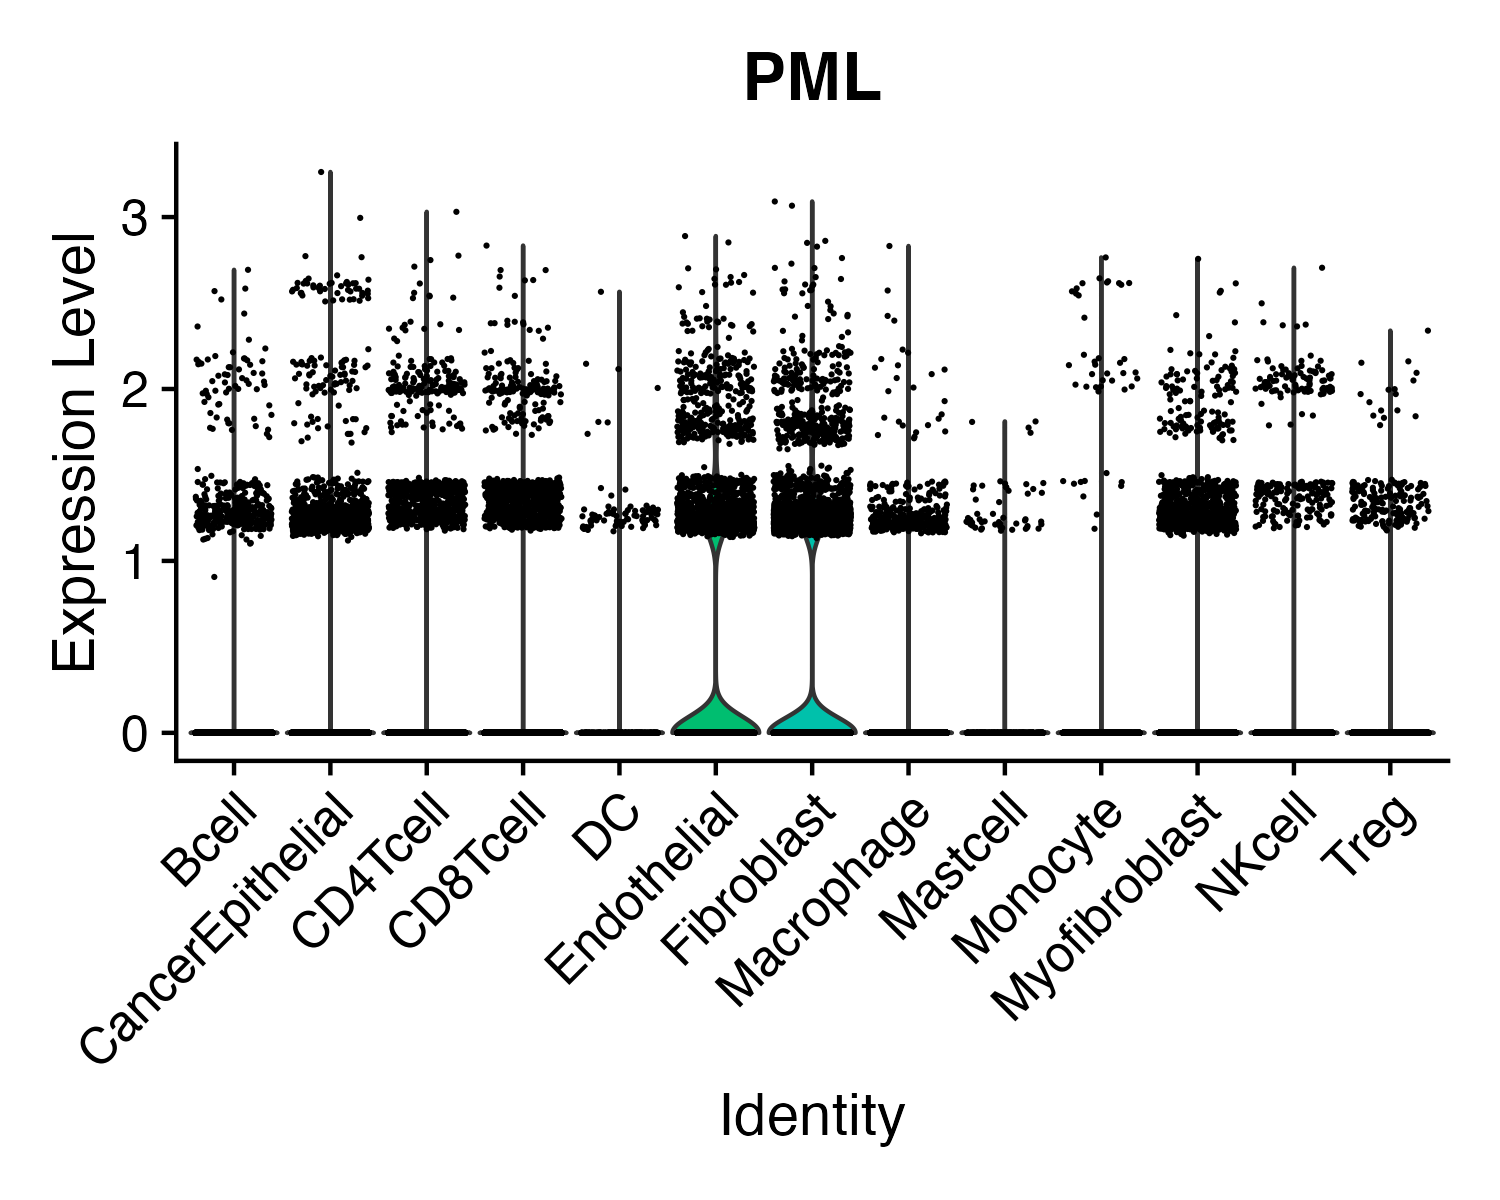 PML
Expression Level
3
2
1
0
Bcell
CancerEpithelial
CD4Tcell
CD8Tcell
DC
Endothelial
Fibroblast
Macrophage
Mastcell
Monocyte
Myofibroblast
NKcell
Treg
Identity